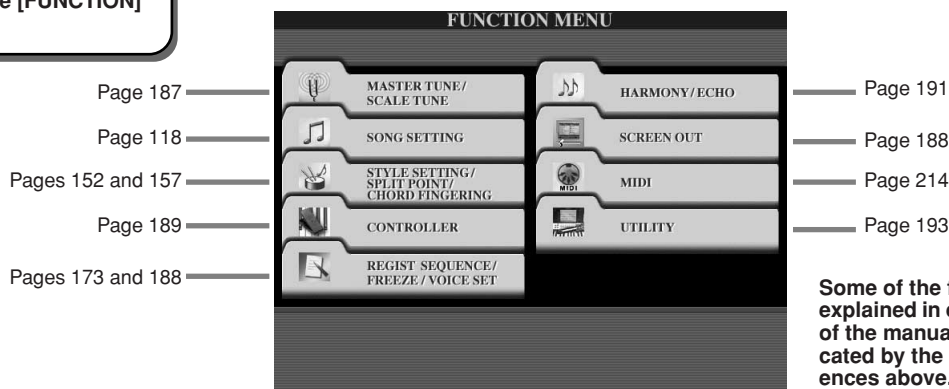 e [FUNCTION]
FUNCTION MENU
Page 187
MASTER TUNE/
SCALE TUNE
Page 118
SONG SETTING
Pages 152 and 157
STYLE SETTING/
SPLIT POINT/
CHORD FINGERING
Page 189
CONTROLLER
Pages 173 and 188
REGIST SEQUENCE/
FREEZE / VOICE SET
HARMONY/ECHO
Page 191
SCREEN OUT
Page 188
MIDI
MIDI
Page 214
UTILITY
Page 193
Some of the
explained in
of the manua
cated by the
ences above.